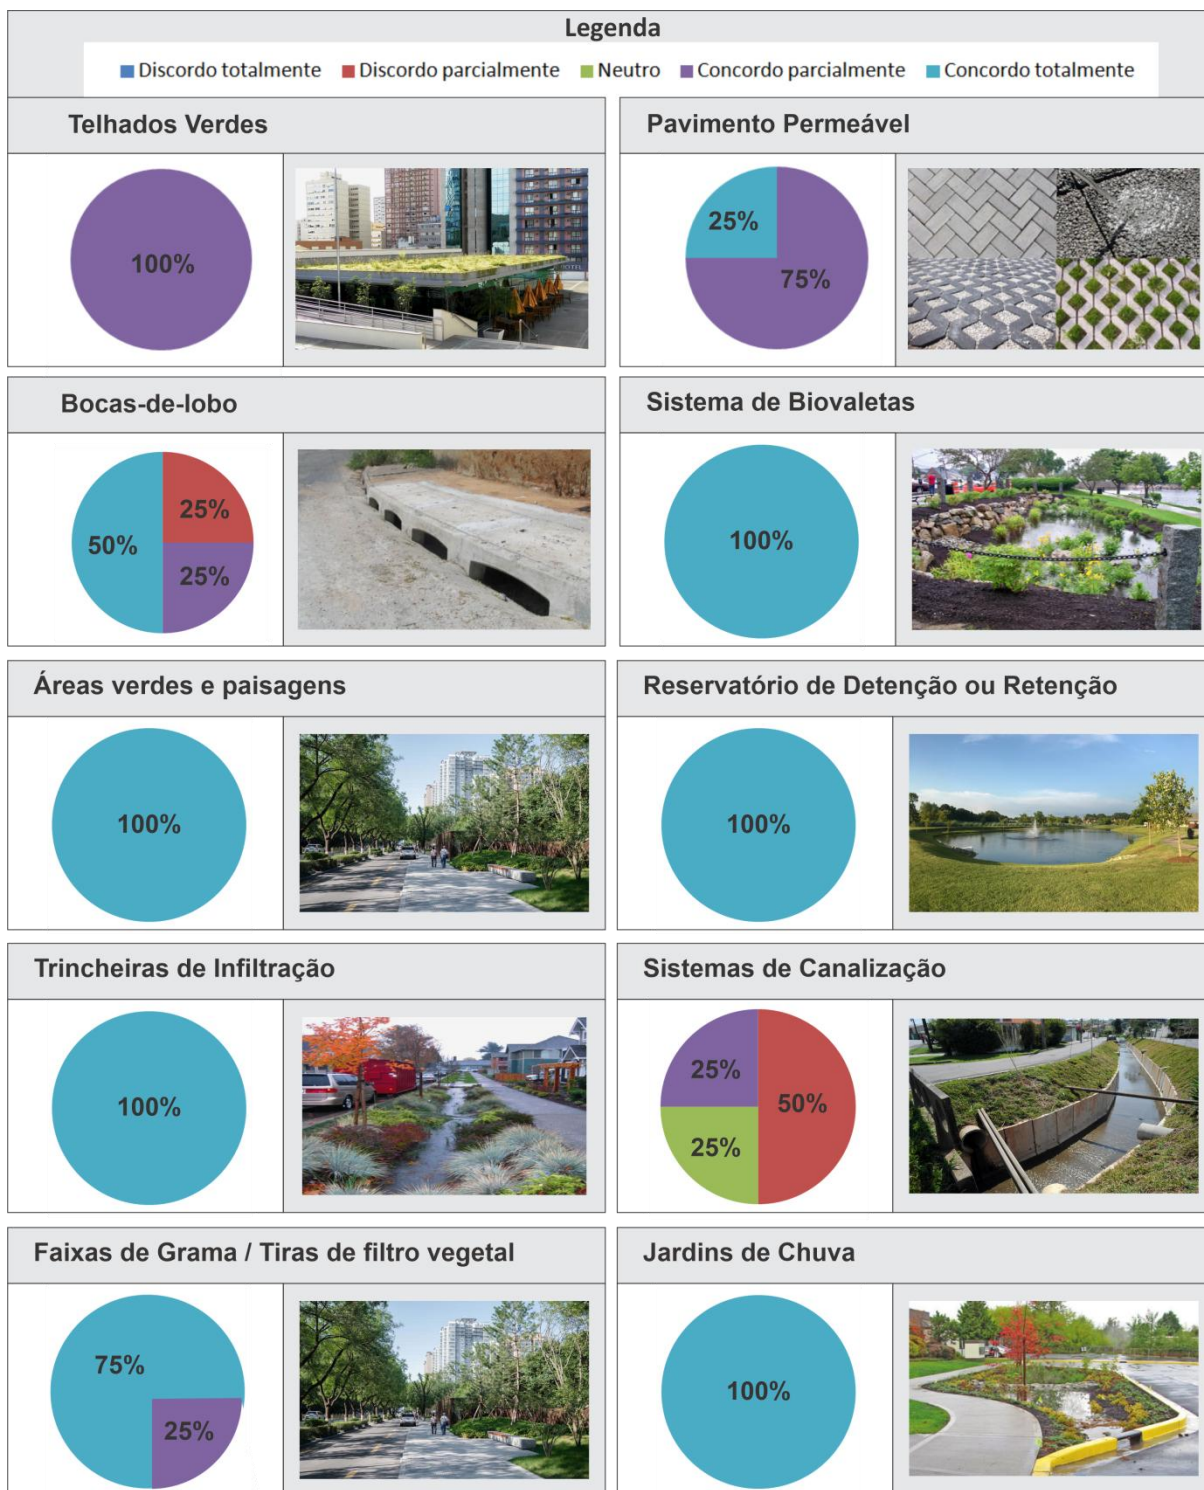 Legenda
Discordo totalmente Discordo parcialmente Neutro Concordo parcialmente Concordo totalmente
Telhados Verdes
100%
Pavimento Permeável
25%
75%
Bocas-de-lobo
50%
25%
25%
Sistema de Biovaletas
100%
Áreas verdes e paisagens
100%
Reservatório de Detenção ou Retenção
100%
Trincheiras de Infiltração
100%
Sistemas de Canalização
25%
50%
25%
Faixas de Grama / Tiras de filtro vegetal
75%
25%
Jardins de Chuva
100%